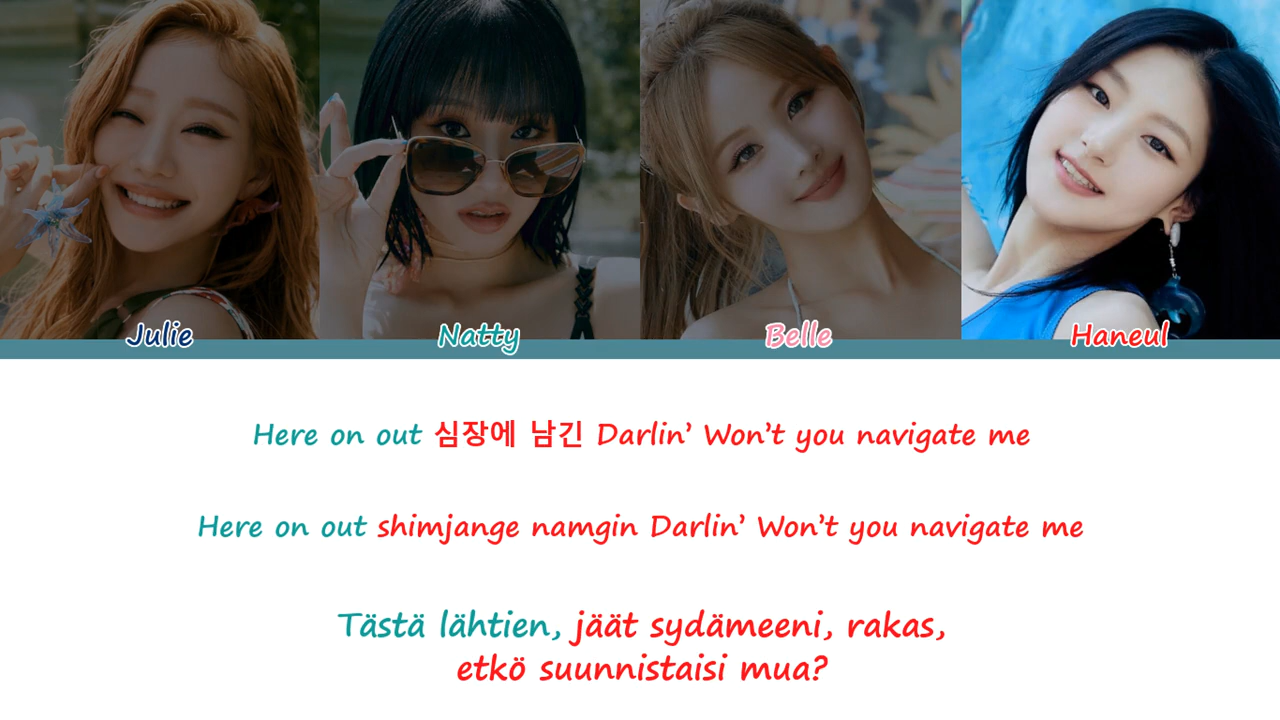 Julie
Natty
Belle
Haneul
Here on out 심장에 남긴 Darlin’ Won’t you navigate me
Here on out shimjange namgin Darlin’ Won’t you navigate me
Tästä lähtien, jäät sydämeeni, rakas,
etkö suunnistaisi mua?